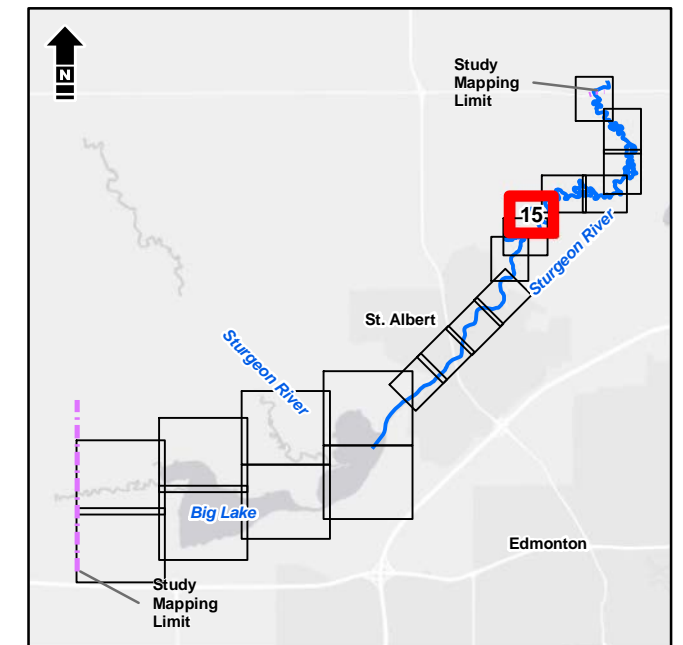 N
Study
Mapping
Limit
15
Sturgeon River
St. Albert
Sturgeon River
Big Lake
Edmonton
Study
Mapping
Limit